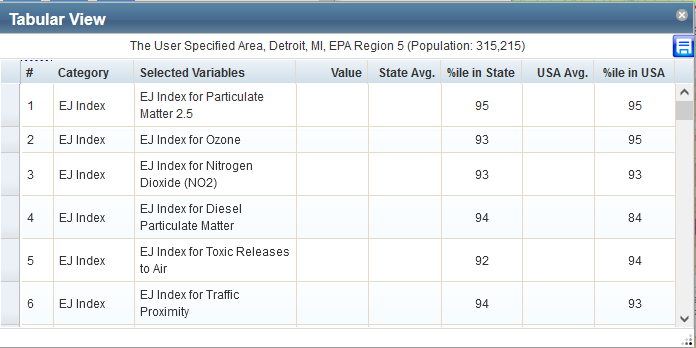 Tabular View
The User Specified Area, Detroit, MI, EPA Region 5 (Population: 315,215)
# Category Selected Variables Value State Avg. %ile in State USA Avg. %ile in USA
1 EJ Index EJ Index for Particulate Matter 2.5 95 95
2 EJ Index EJ Index for Ozone 93 95
3 EJ Index EJ Index for Nitrogen Dioxide (NO2) 93 93
4 EJ Index EJ Index for Diesel Particulate Matter 94 84
5 EJ Index EJ Index for Toxic Releases to Air 92 94
6 EJ Index EJ Index for Traffic Proximity 94 93